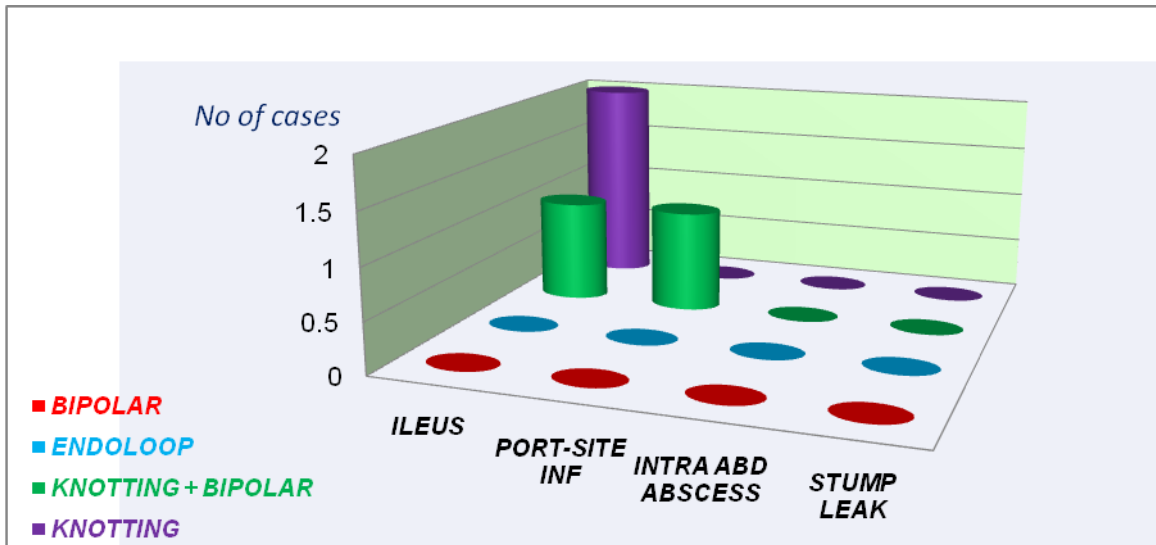 No of cases
2
1.5
1
0.5
0
ILEUS
PORT-SITE
INF
INTRA ABD
ABSCESS
STUMP
LEAK
BIPOLAR
ENDOLOOP
KNOTTING + BIPOLAR
KNOTTING